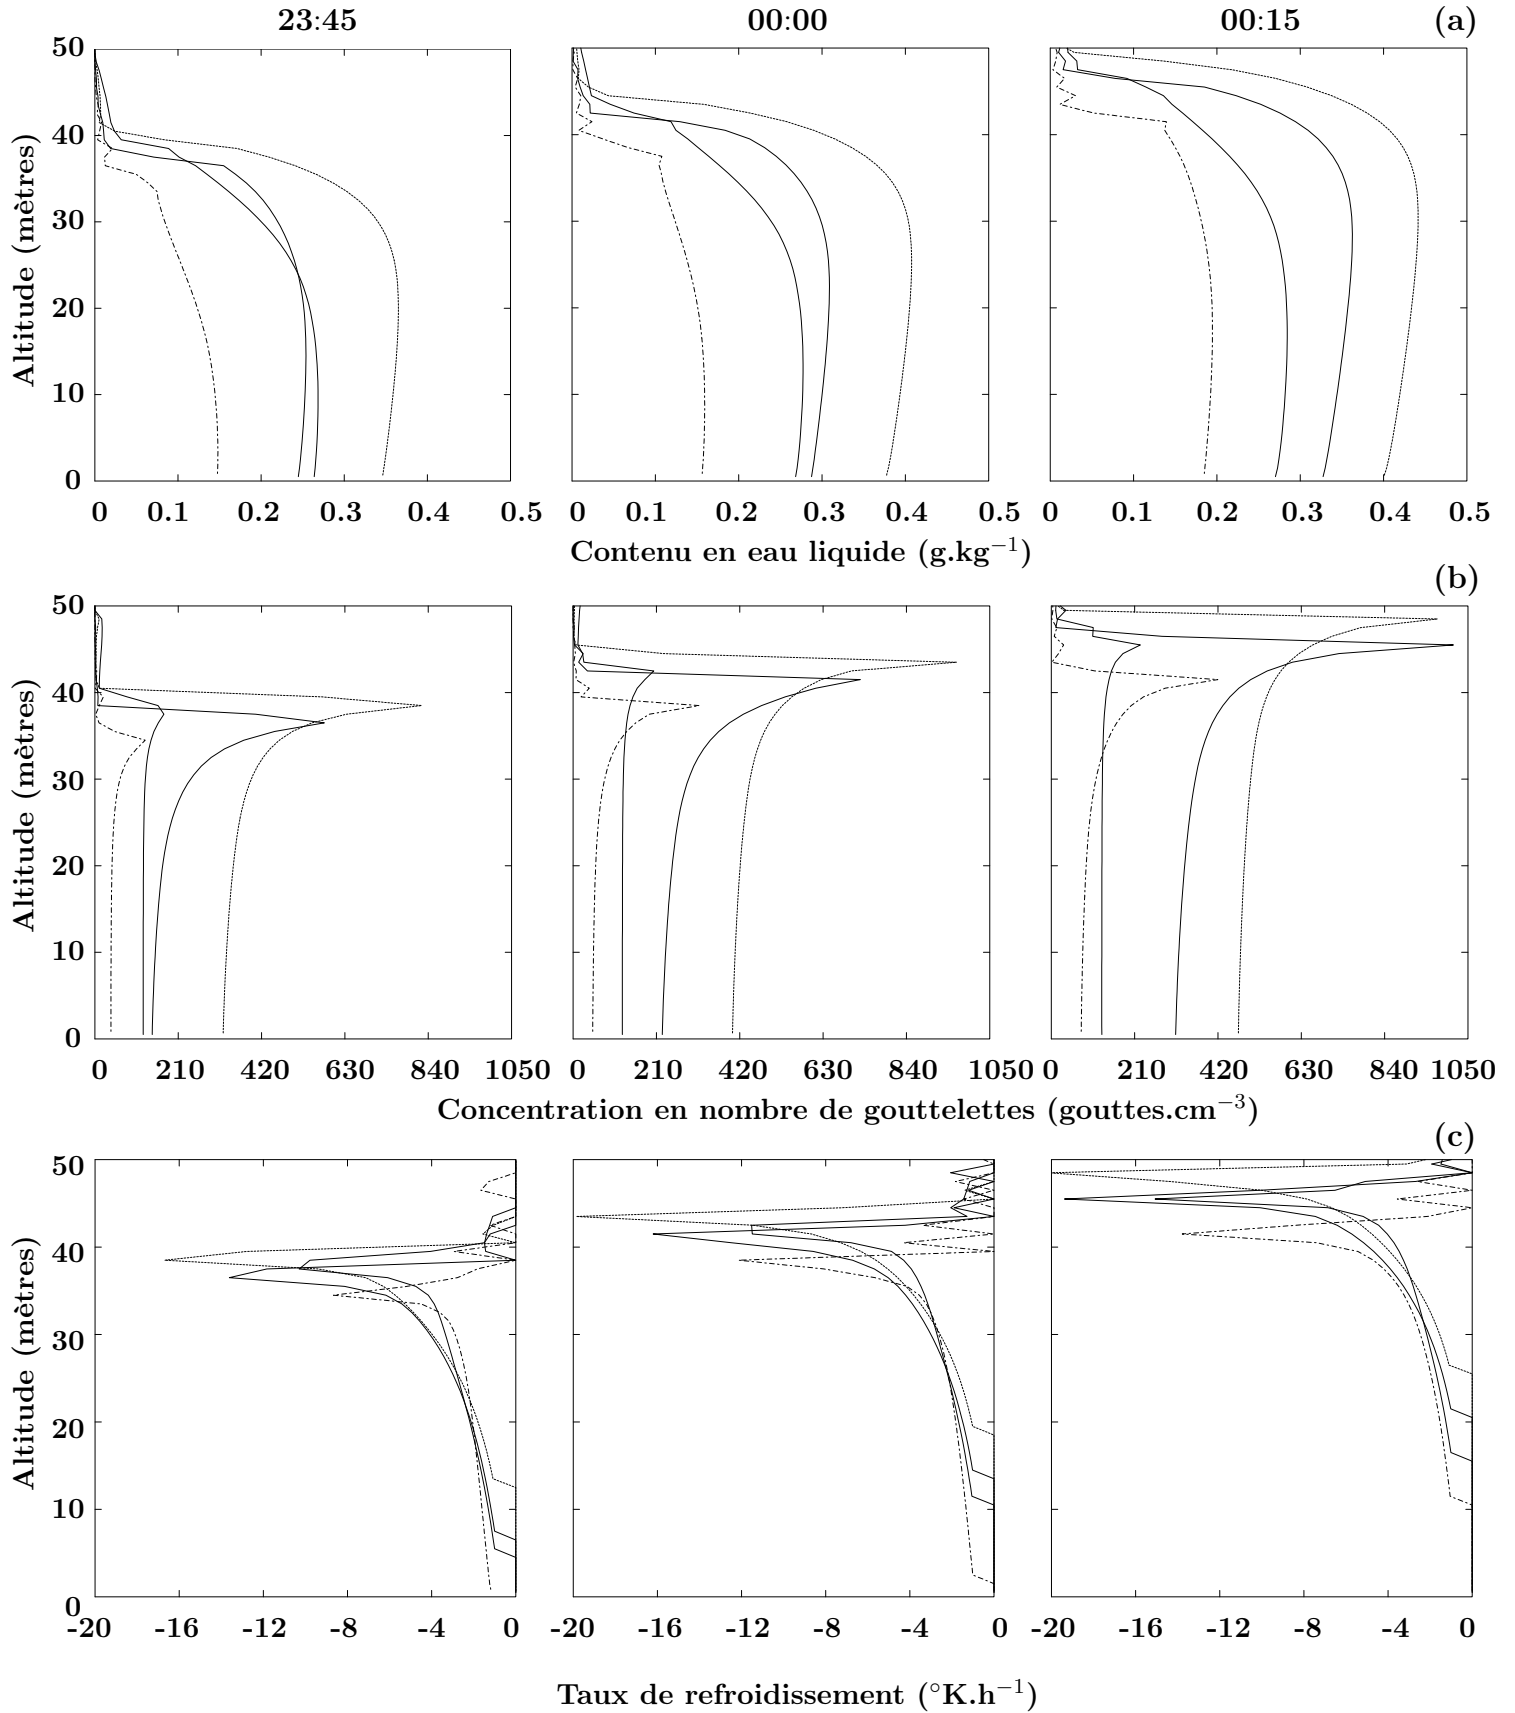 23:45 00:00 00:15 (a)
50
40
30
20
10
0
Altitude (mètres)
0 0.1 0.2 0.3 0.4 0.5 0 0.1 0.2 0.3 0.4 0.5 0 0.1 0.2 0.3 0.4 0.5
Contenu en eau liquide (g.kg⁻¹)
(b)
50
40
30
20
10
0
Altitude (mètres)
0 210 420 630 840 1050 0 210 420 630 840 1050 0 210 420 630 840 1050
Concentration en nombre de gouttelettes (gouttes.cm⁻³)
(c)
50
40
30
20
10
0
Altitude (mètres)
-20 -16 -12 -8 -4 0 -20 -16 -12 -8 -4 0 -20 -16 -12 -8 -4 0
Taux de refroidissement (°K.h⁻¹)